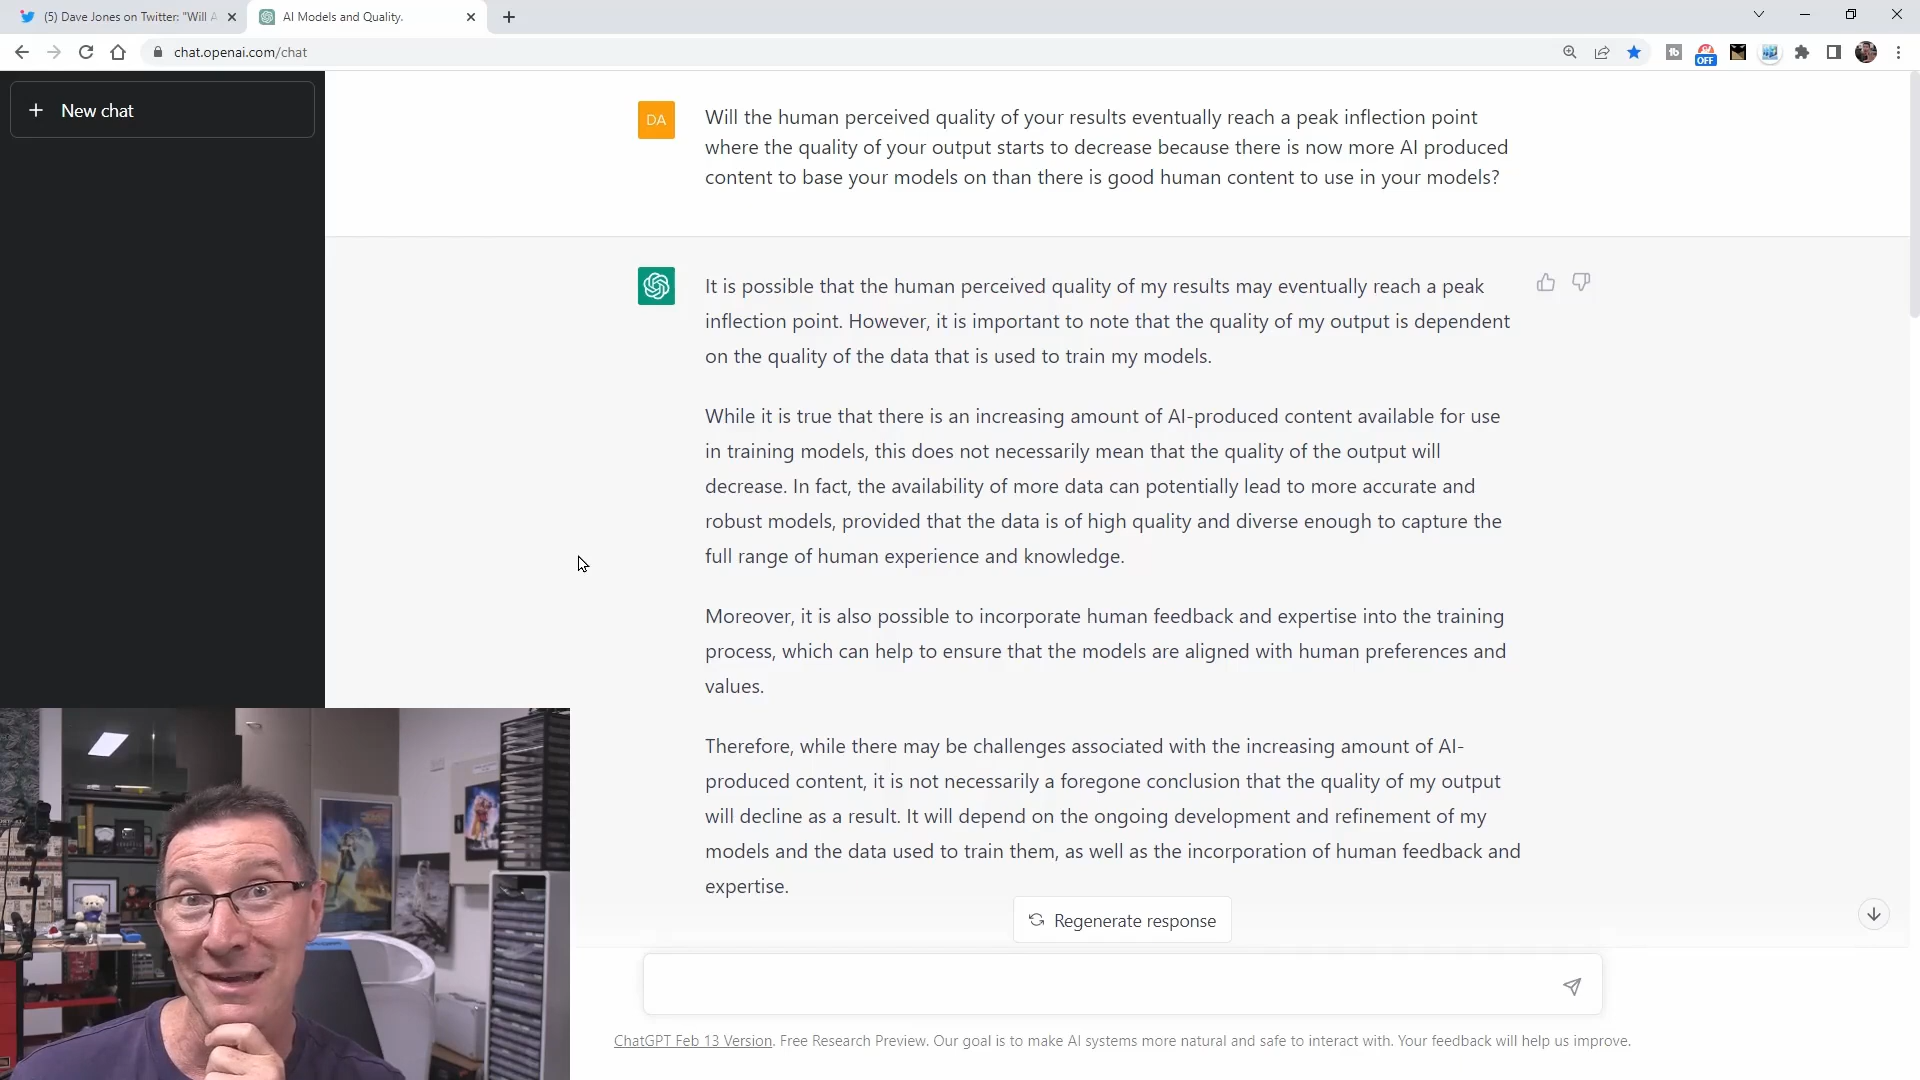 (5) Dave Jones on Twitter: "Will A
AI Models and Quality.
chat.openai.com/chat
OFF
New chat
DA
Will the human perceived quality of your results eventually reach a peak inflection point
where the quality of your output starts to decrease because there is now more AI produced
content to base your models on than there is good human content to use in your models?
It is possible that the human perceived quality of my results may eventually reach a peak
inflection point. However, it is important to note that the quality of my output is dependent
on the quality of the data that is used to train my models.
While it is true that there is an increasing amount of AI-produced content available for use
in training models, this does not necessarily mean that the quality of the output will
decrease. In fact, the availability of more data can potentially lead to more accurate and
robust models, provided that the data is of high quality and diverse enough to capture the
full range of human experience and knowledge.
Moreover, it is also possible to incorporate human feedback and expertise into the training
process, which can help to ensure that the models are aligned with human preferences and
values.
Therefore, while there may be challenges associated with the increasing amount of AI-
produced content, it is not necessarily a foregone conclusion that the quality of my output
will decline as a result. It will depend on the ongoing development and refinement of my
models and the data used to train them, as well as the incorporation of human feedback and
expertise.
Regenerate response
ChatGPT Feb 13 Version. Free Research Preview. Our goal is to make AI systems more natural and safe to interact with. Your feedback will help us improve.